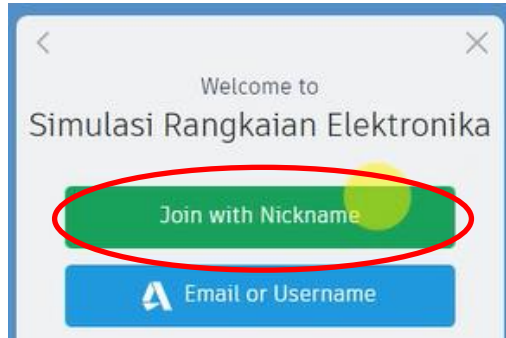 Welcome to
Simulasi Rangkaian Elektronika
Join with Nickname
Email or Username